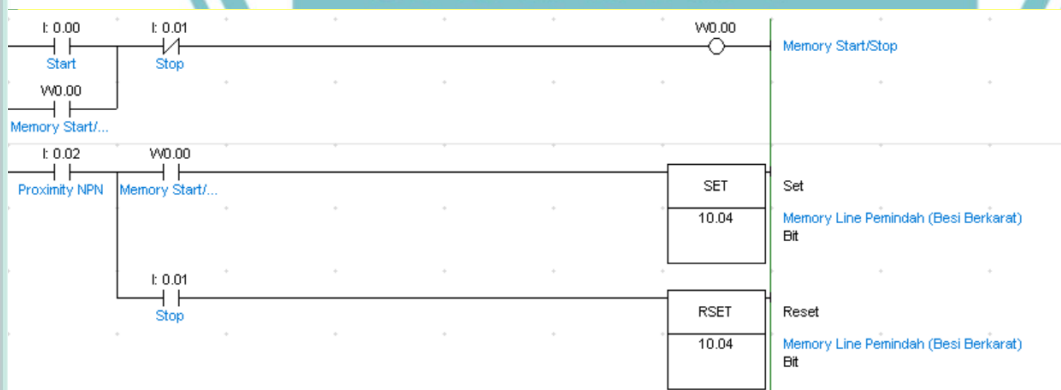 I: 0.00 I: 0.01 W0.00
Memory Start/Stop
Start Stop
W0.00
Memory Start/...
I: 0.02 W0.00
Proximity NPN Memory Start/...
SET Set
10.04 Memory Line Pemindah (Besi Berkarat)
Bit
I: 0.01
Stop
RSET Reset
10.04 Memory Line Pemindah (Besi Berkarat)
Bit